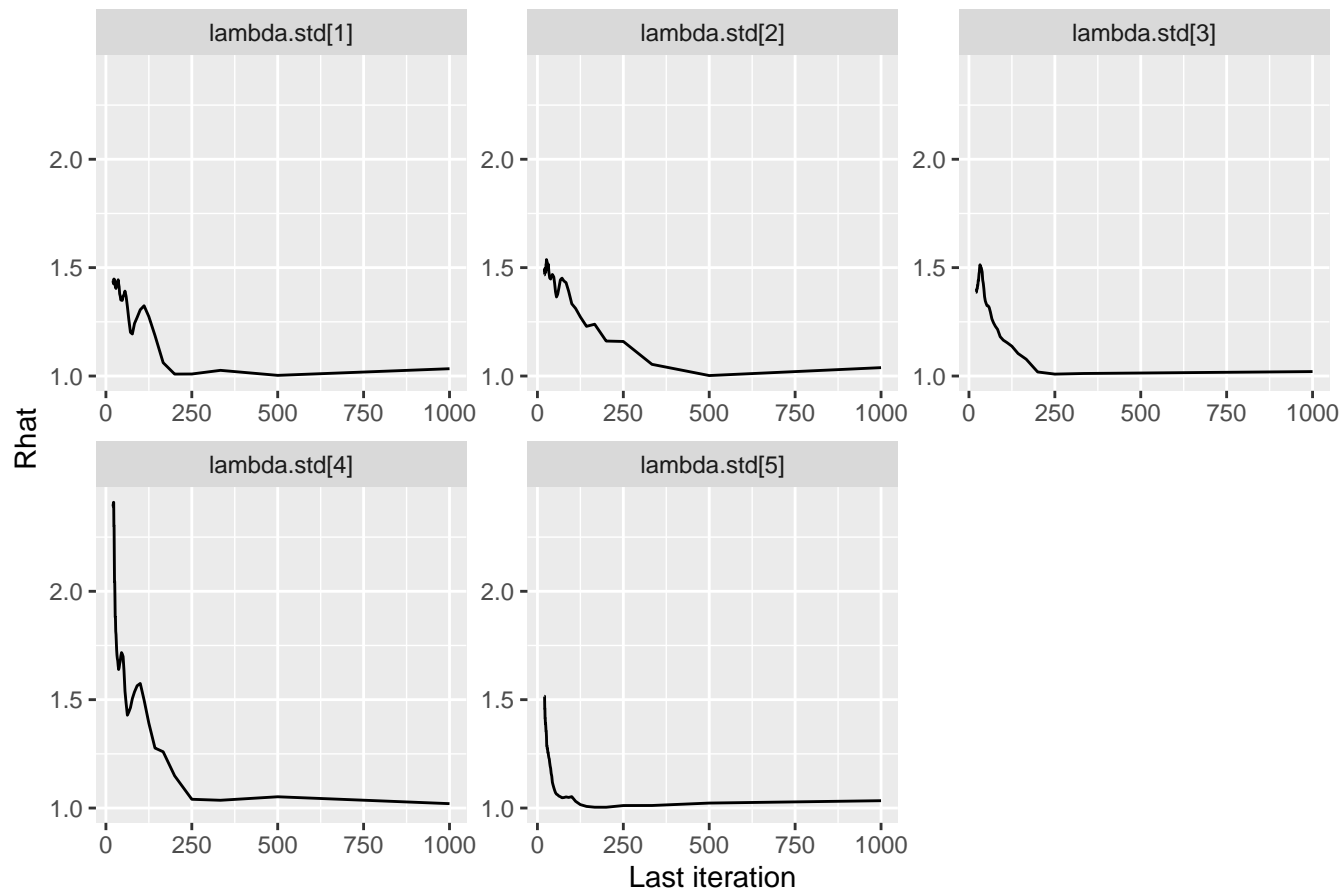 lambda.std[1] lambda.std[2] lambda.std[3]
2.0 2.0 2.0
1.5 1.5 1.5
1.0 1.0 1.0
0 250 500 750 1000 0 250 500 750 1000 0 250 500 750 1000
Rhat
lambda.std[4] lambda.std[5]
2.0 2.0
1.5 1.5
1.0 1.0
0 250 500 750 1000 0 250 500 750 1000
Last iteration